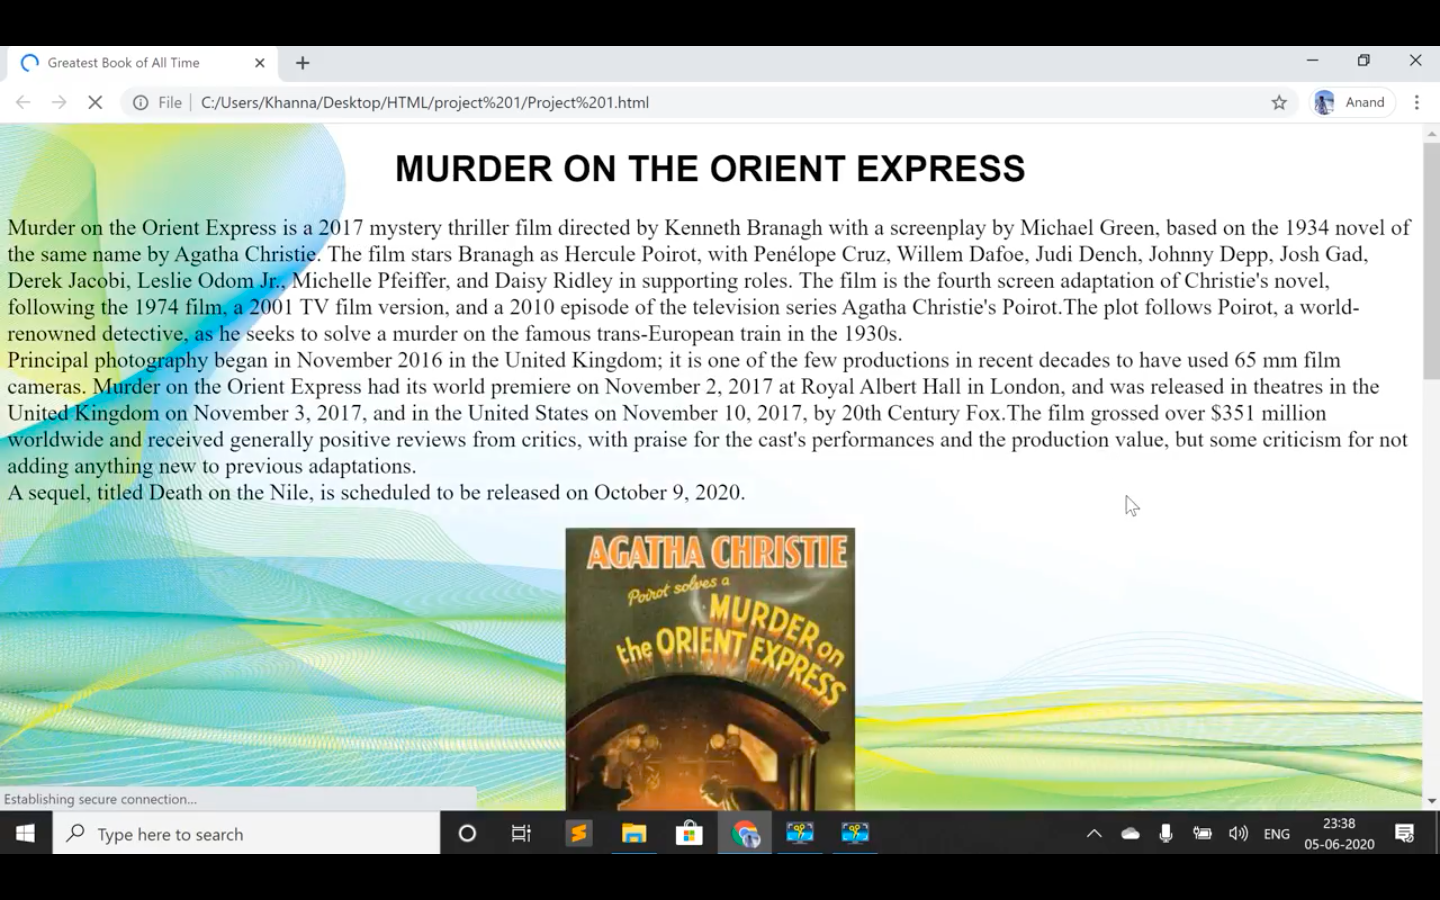 Greatest Book of All Time
File C:/Users/Khanna/Desktop/HTML/project%201/Project%201.html
Anand
MURDER ON THE ORIENT EXPRESS
Murder on the Orient Express is a 2017 mystery thriller film directed by Kenneth Branagh with a screenplay by Michael Green, based on the 1934 novel of
the same name by Agatha Christie. The film stars Branagh as Hercule Poirot, with Penélope Cruz, Willem Dafoe, Judi Dench, Johnny Depp, Josh Gad,
Derek Jacobi, Leslie Odom Jr., Michelle Pfeiffer, and Daisy Ridley in supporting roles. The film is the fourth screen adaptation of Christie's novel,
following the 1974 film, a 2001 TV film version, and a 2010 episode of the television series Agatha Christie's Poirot.The plot follows Poirot, a world-
renowned detective, as he seeks to solve a murder on the famous trans-European train in the 1930s.
Principal photography began in November 2016 in the United Kingdom; it is one of the few productions in recent decades to have used 65 mm film
cameras. Murder on the Orient Express had its world premiere on November 2, 2017 at Royal Albert Hall in London, and was released in theatres in the
United Kingdom on November 3, 2017, and in the United States on November 10, 2017, by 20th Century Fox.The film grossed over $351 million
worldwide and received generally positive reviews from critics, with praise for the cast's performances and the production value, but some criticism for not
adding anything new to previous adaptations.
A sequel, titled Death on the Nile, is scheduled to be released on October 9, 2020.
AGATHA CHRISTIE
Poirot solves a
MURDER on
the ORIENT EXPRESS
Establishing secure connection...
Type here to search
ENG
23:38
05-06-2020